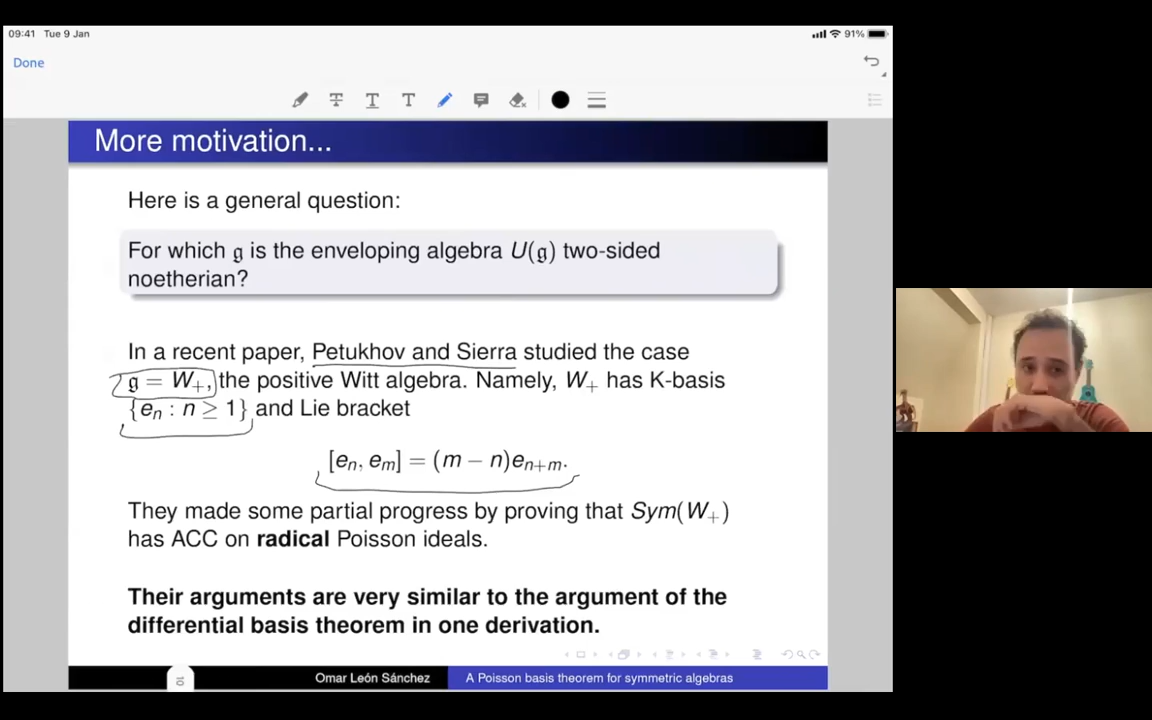 09:41 Tue 9 Jan 91%
Done
More motivation...
Here is a general question:
For which 𝔤 is the enveloping algebra U(𝔤) two-sided
noetherian?
In a recent paper, Petukhov and Sierra studied the case
𝔤 = W₊, the positive Witt algebra. Namely, W₊ has K-basis
{eₙ : n ≥ 1} and Lie bracket
[eₙ, eₘ] = (m − n)eₙ₊ₘ.
They made some partial progress by proving that Sym(W₊)
has ACC on radical Poisson ideals.
Their arguments are very similar to the argument of the
differential basis theorem in one derivation.
10 Omar León Sánchez A Poisson basis theorem for symmetric algebras